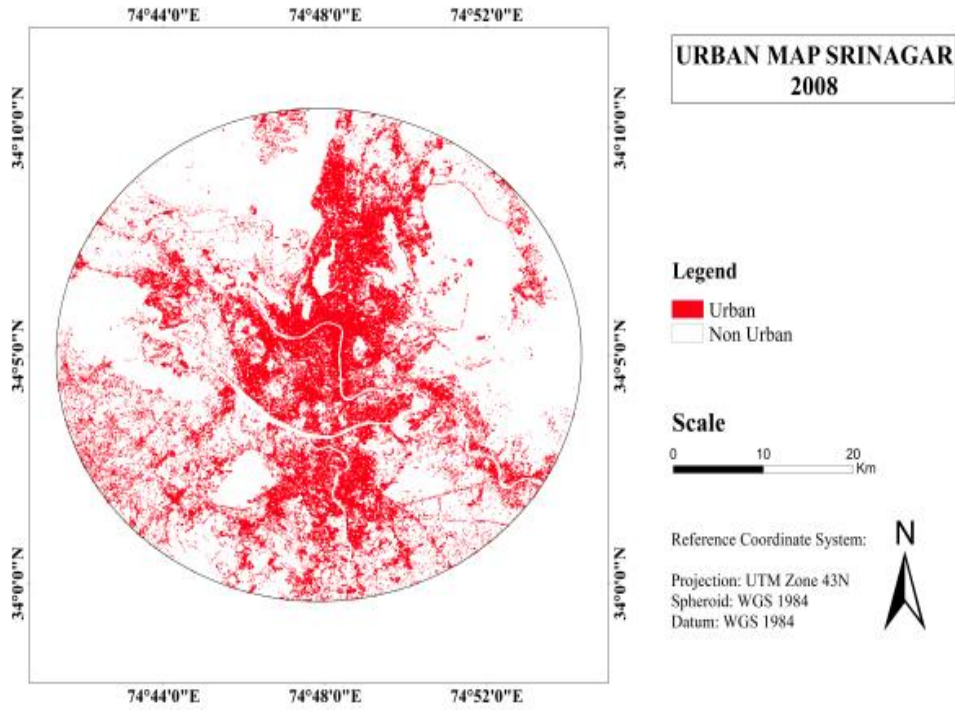 74°44'0"E 74°48'0"E 74°52'0"E
34°10'0"N
34°5'0"N
34°0'0"N
34°10'0"N
34°5'0"N
34°0'0"N
74°44'0"E 74°48'0"E 74°52'0"E
URBAN MAP SRINAGAR
2008
Legend
Urban
Non Urban
Scale
0 10 20
Km
Reference Coordinate System:
N
Projection: UTM Zone 43N
Spheroid: WGS 1984
Datum: WGS 1984